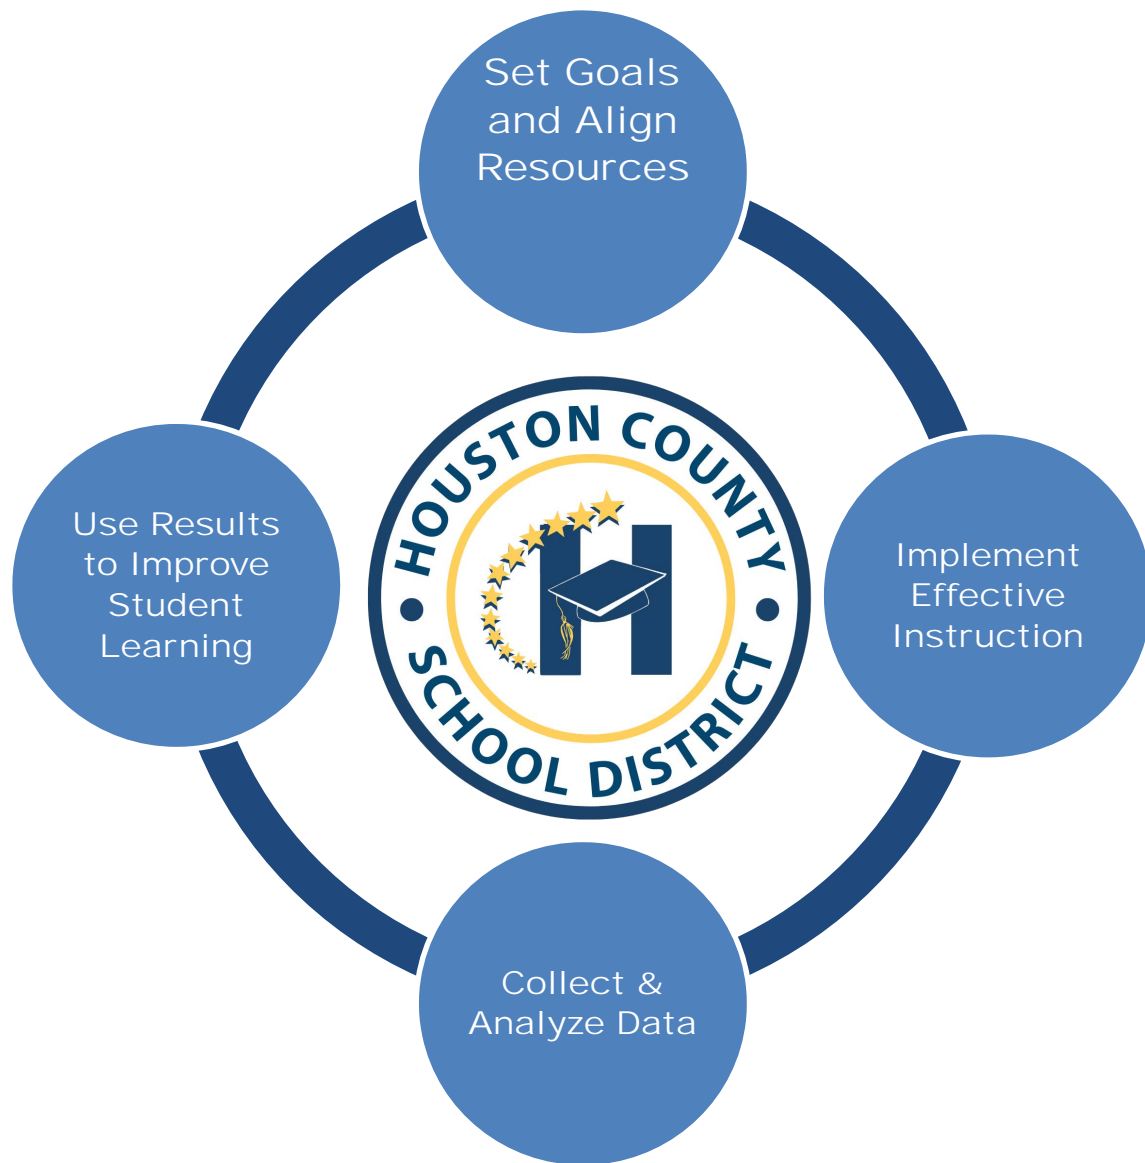 Set Goals
and Align
Resources
HOUSTON COUNTY
• SCHOOL DISTRICT •
H
Use Results
to Improve
Student
Learning
Implement
Effective
Instruction
Collect &
Analyze Data